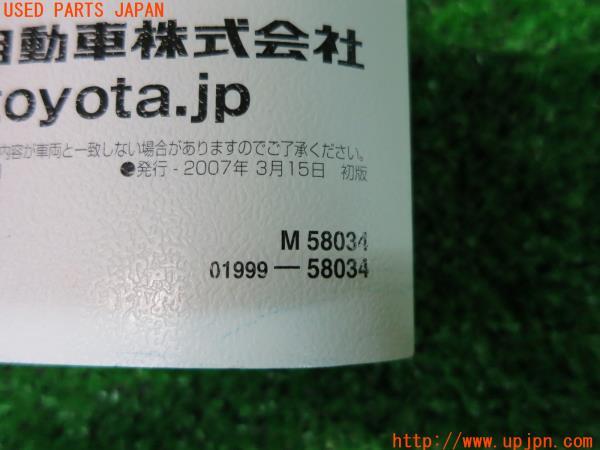 USED PARTS JAPAN
自動車株式会社
toyota.jp
内容が車両と一致しない場合がありますのでご了承ください。
●発行-2007年 3月15日 初版
M 58034
01999-58034
http://www.upjpn.com/